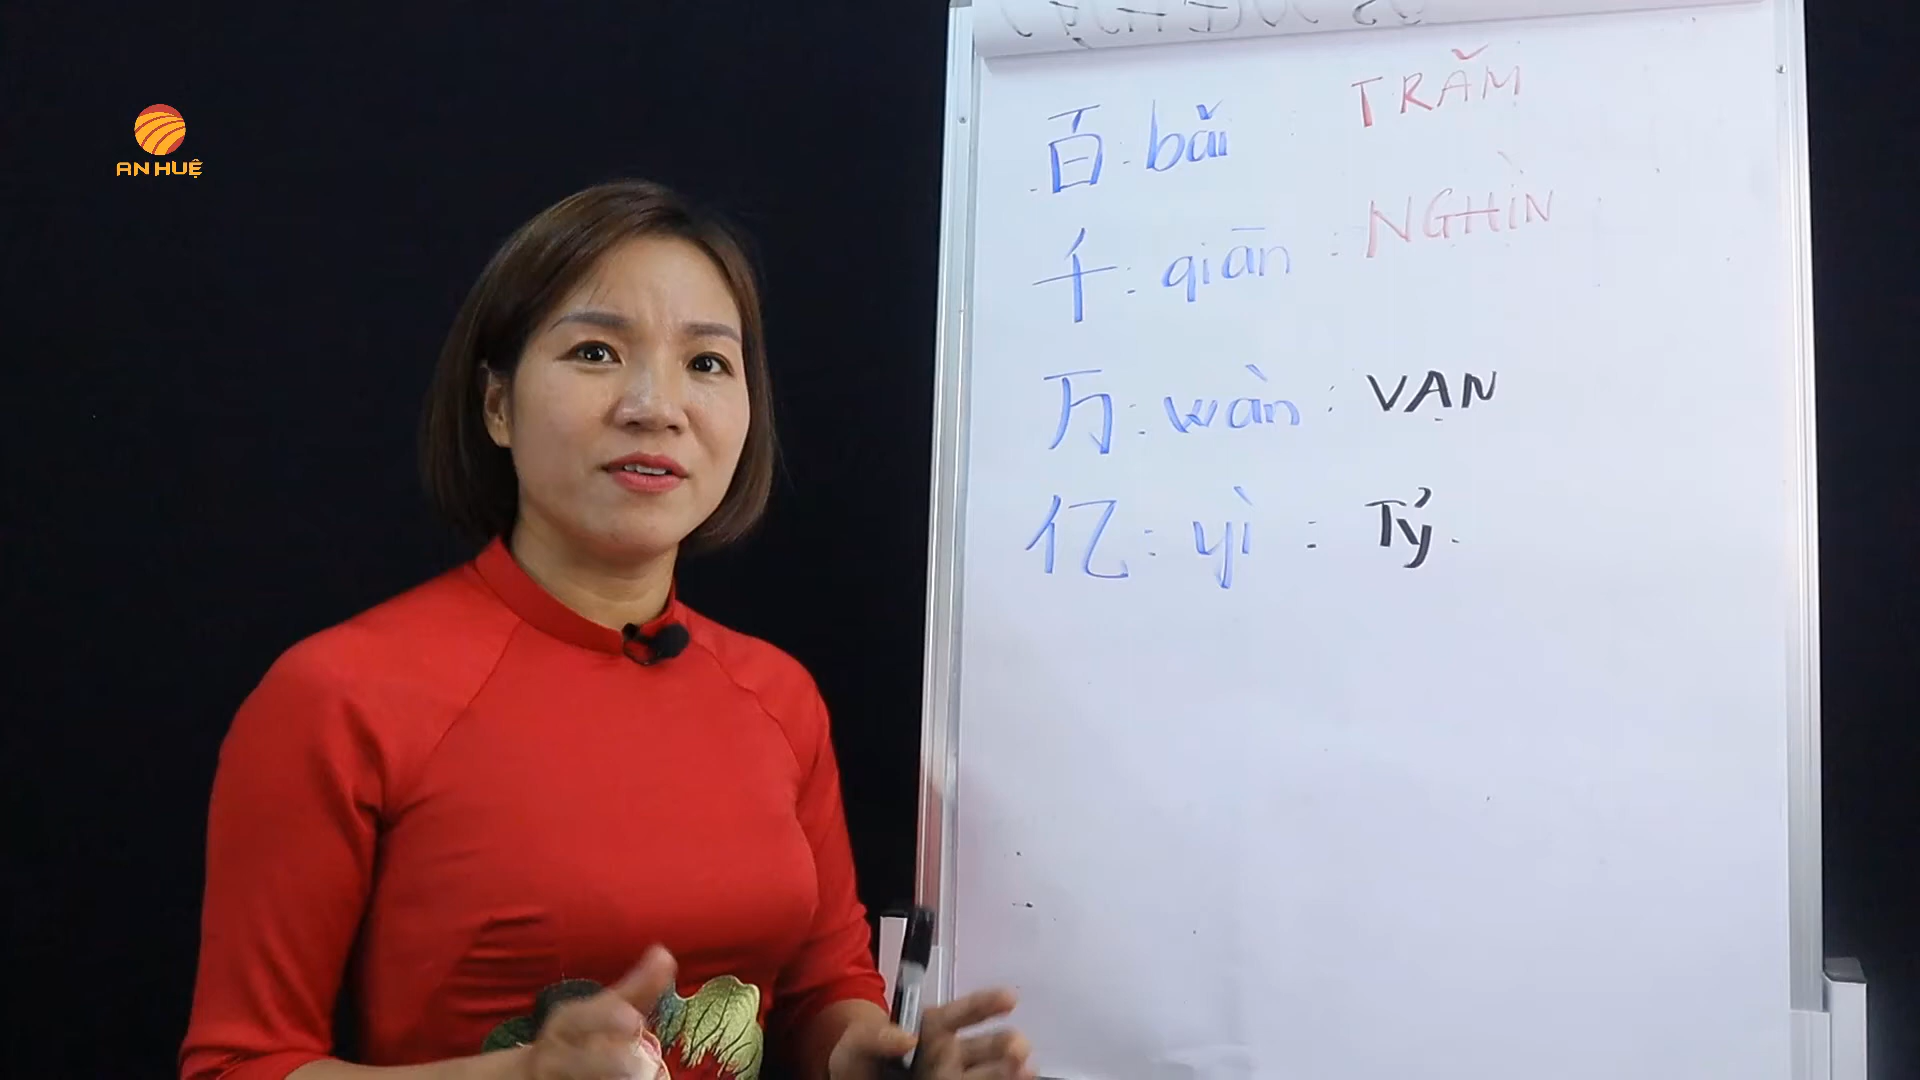 AN HUỆ
百 : bǎi : TRĂM
千 : qiān : NGHÌN
万 : wàn : VẠN
亿 : yì : Tỷ.